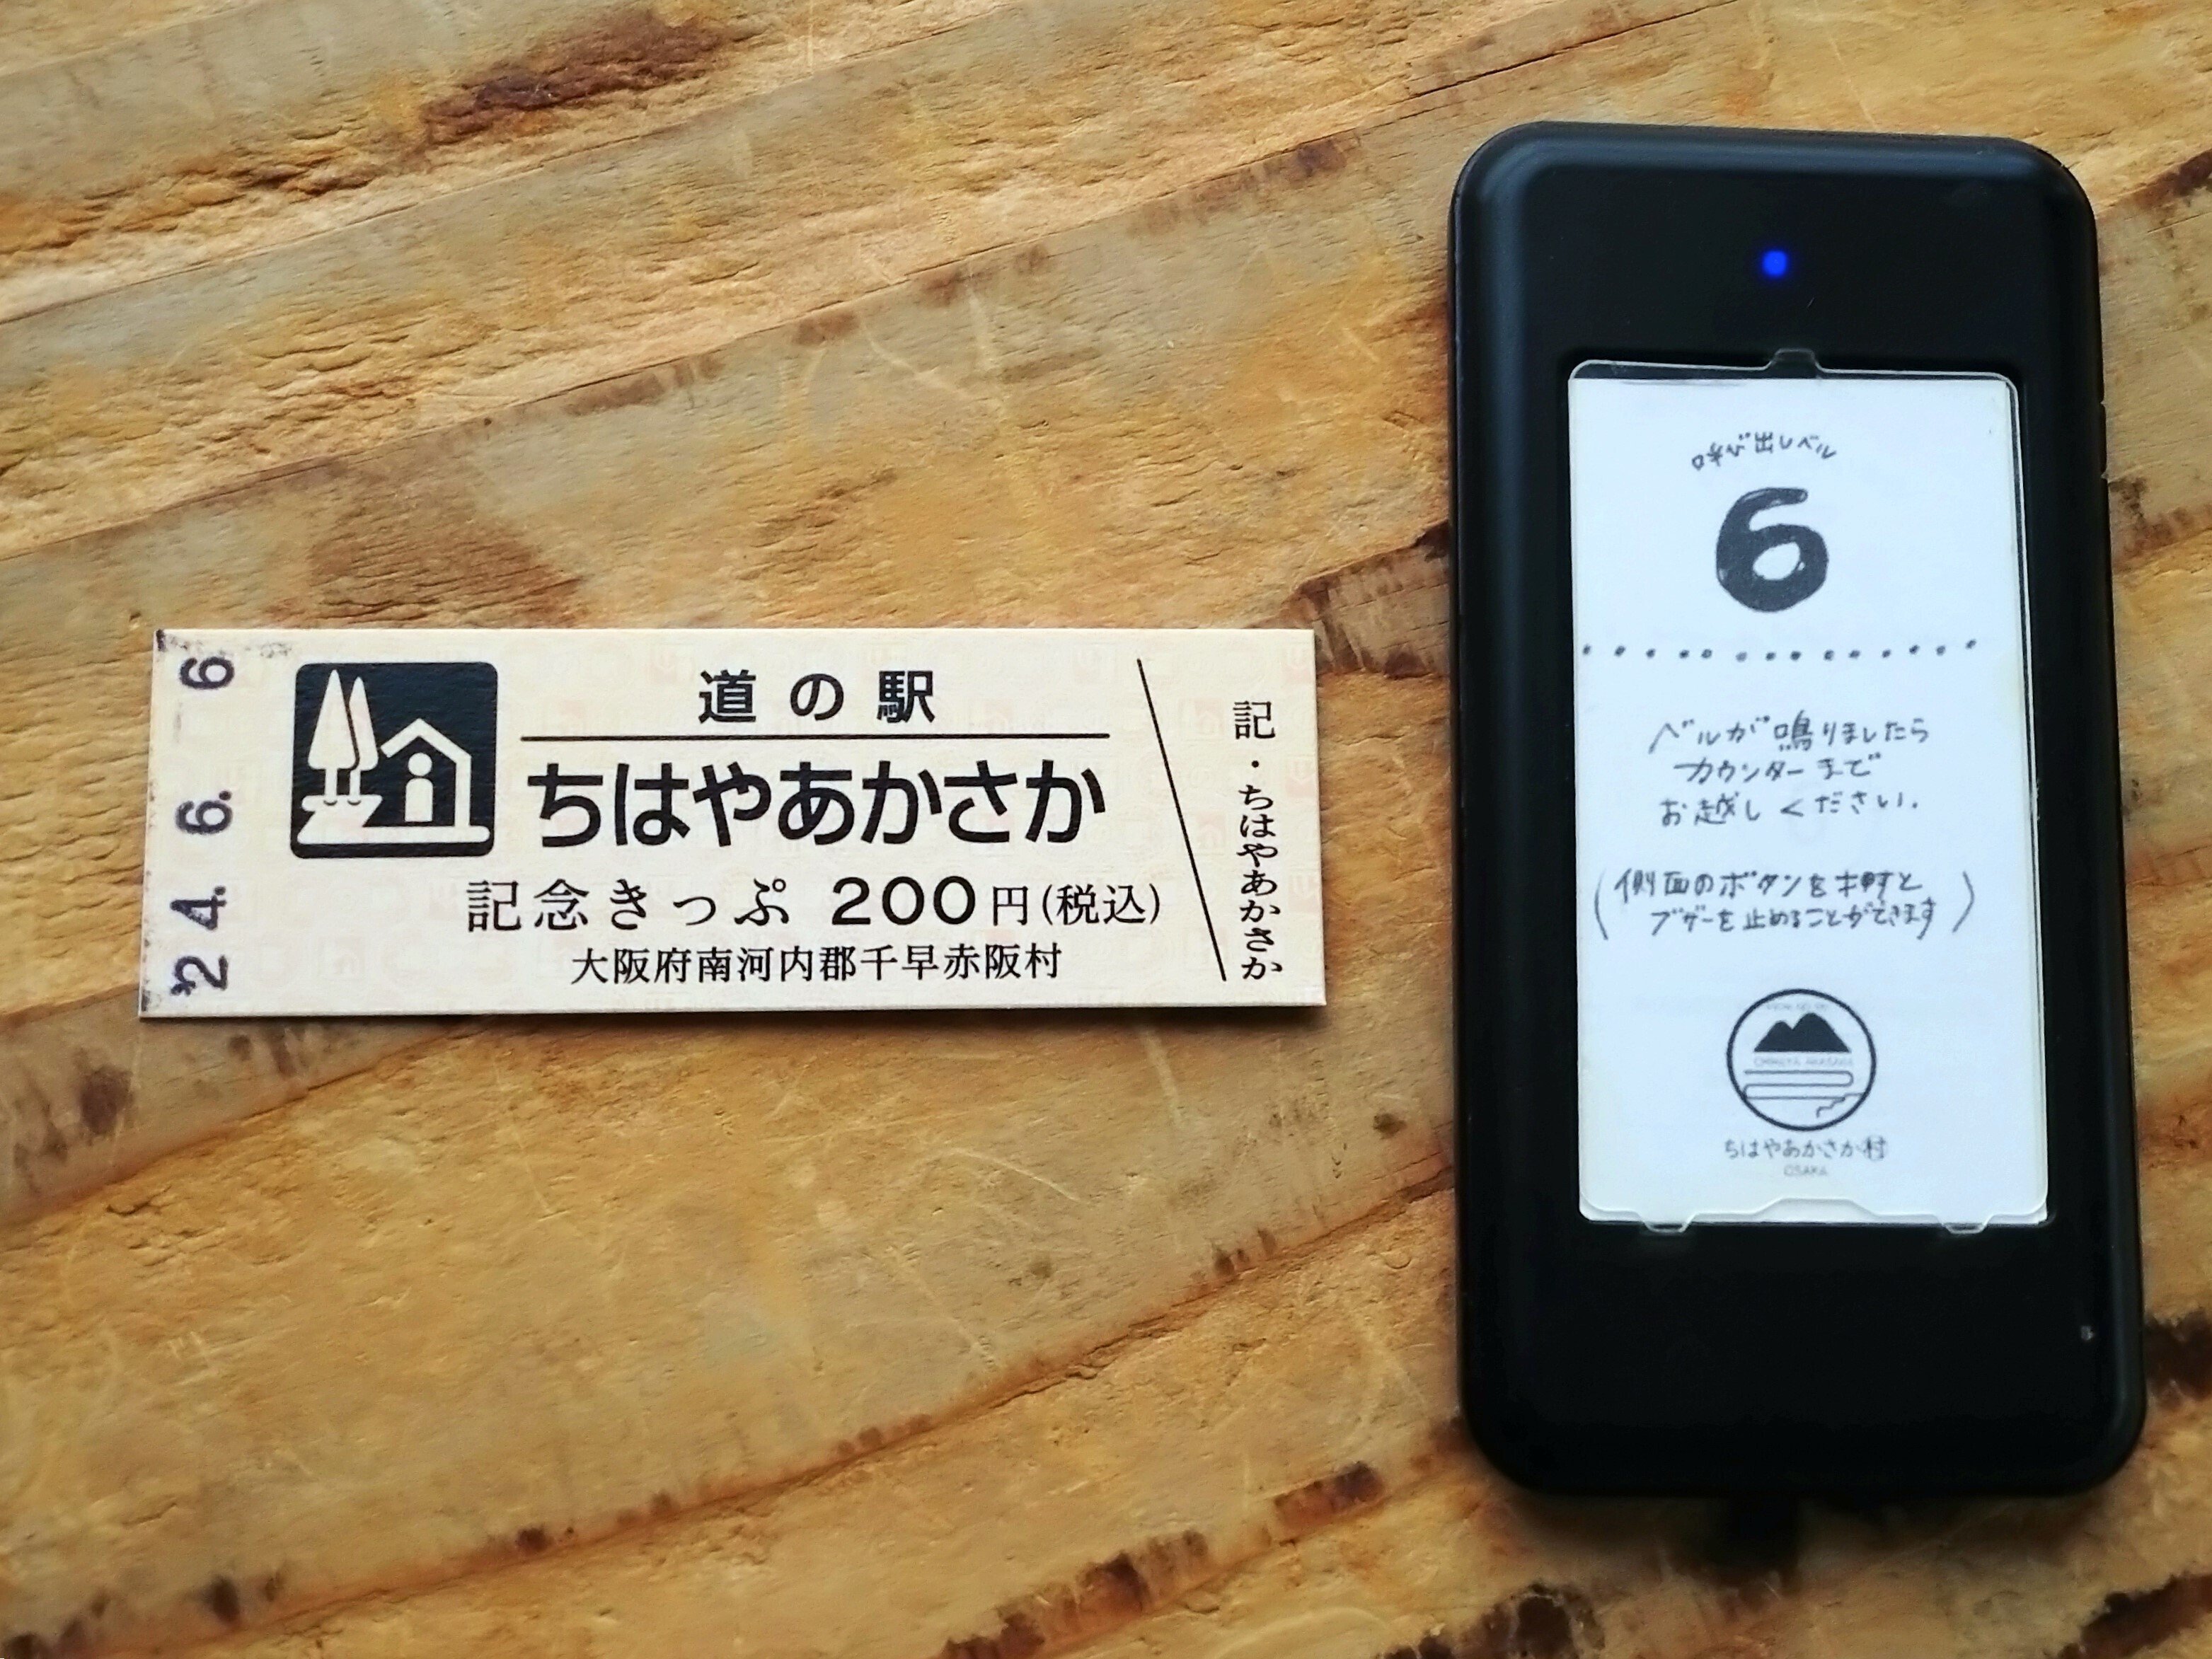 24.6.6
道の駅
ちはやあかさか
記念きっぷ 200円(税込)
大阪府南河内郡千早赤阪村
記・ちはやあかさか
呼び出しベル
6
ベルが鳴りましたら
カウンターまで
お越しください.
(側面のボタンを押すと
ブザーを止めることができます)
CHIHAYA AKASAKA
ちはやあかさか村
OSAKA